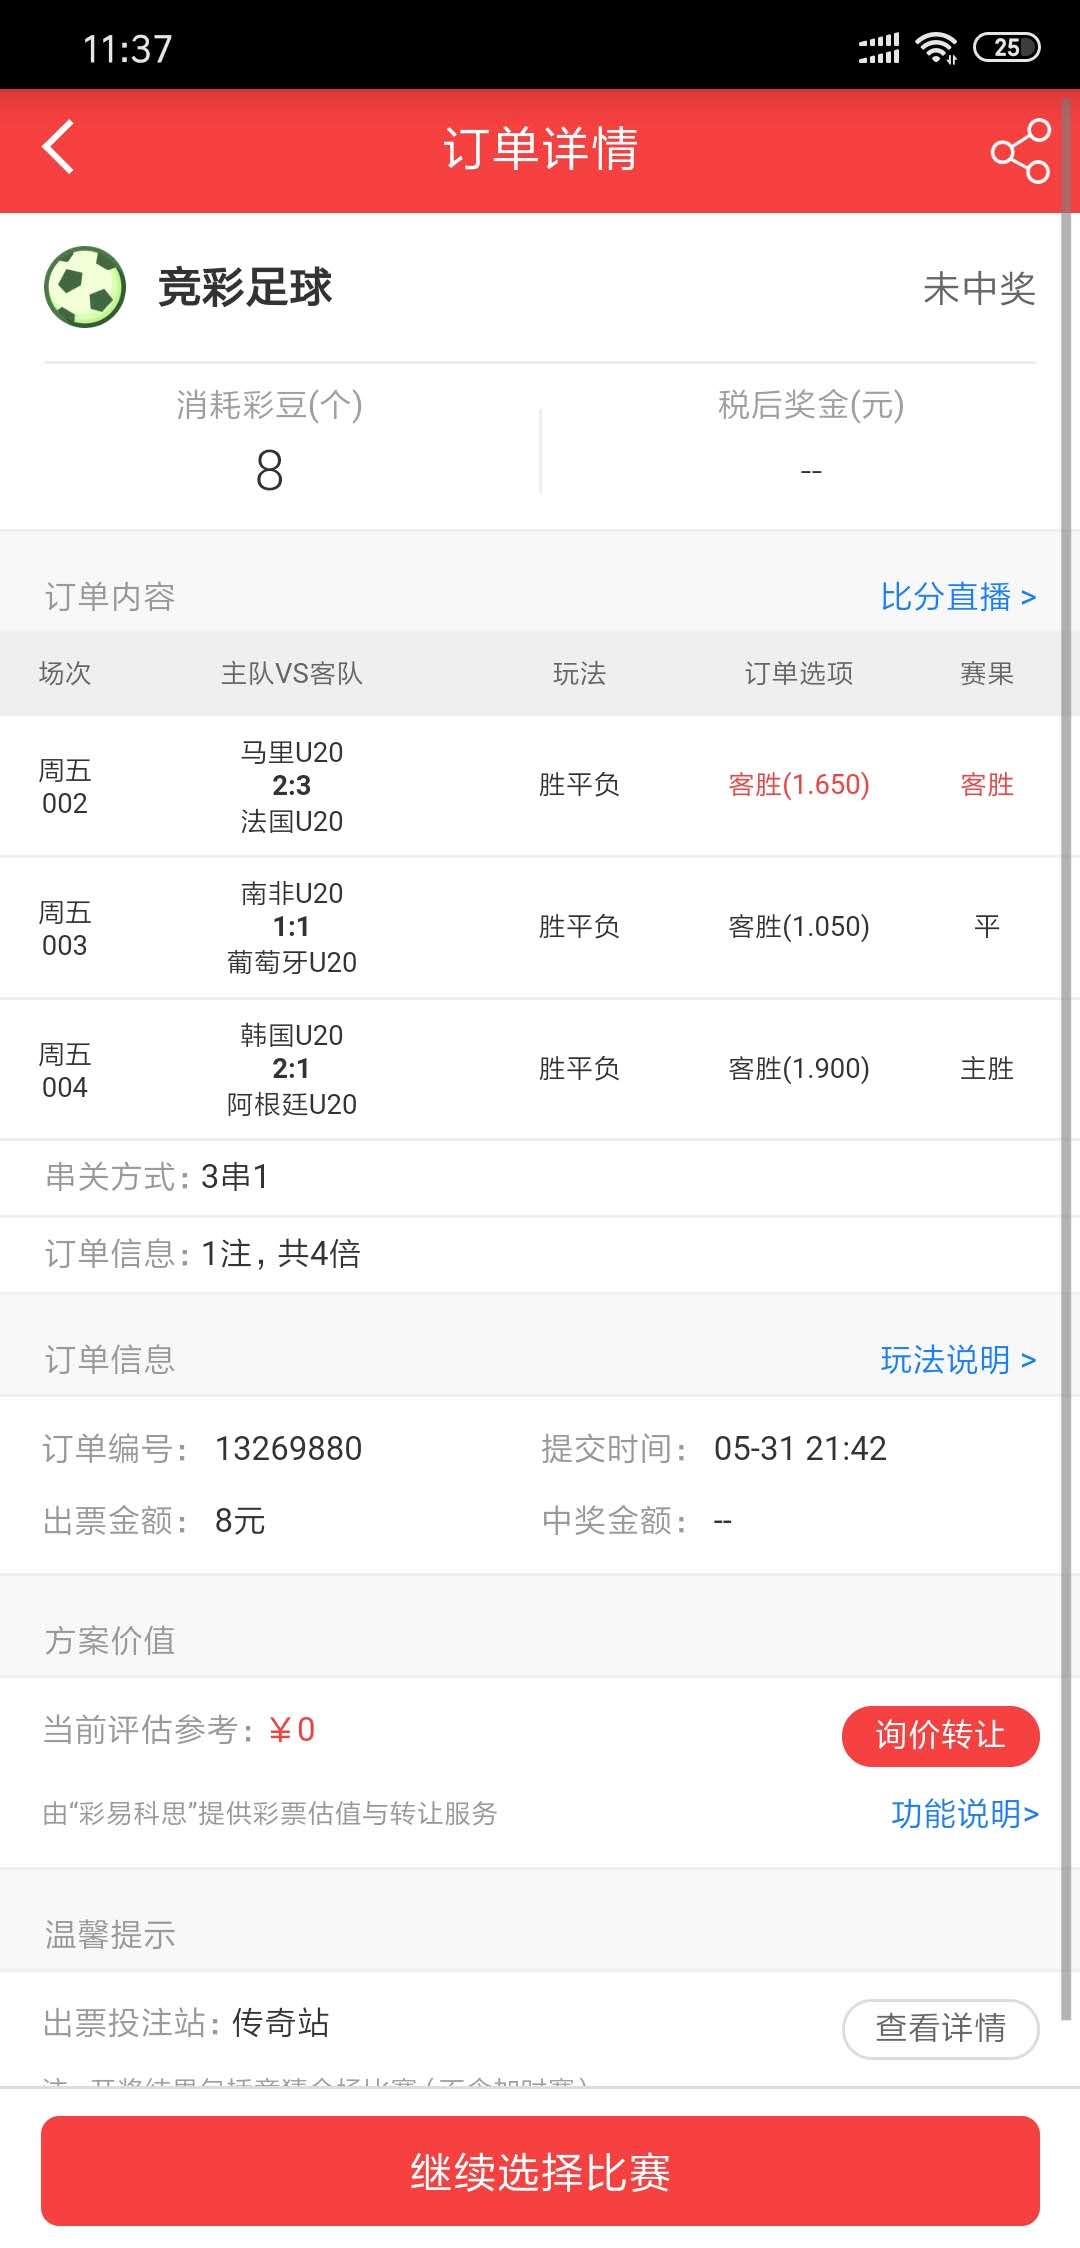 11:37
25
订单详情
竞彩足球
未中奖
消耗彩豆(个)
税后奖金(元)
8
--
订单内容
比分直播 >
场次 主队VS客队 玩法 订单选项 赛果
马里U20
周五
002
2:3
胜平负
客胜(1.650)
客胜
法国U20
南非U20
周五
003
1:1
胜平负
客胜(1.050)
平
葡萄牙U20
韩国U20
周五
004
2:1
胜平负
客胜(1.900)
主胜
阿根廷U20
串关方式: 3串1
订单信息: 1注, 共4倍
订单信息
玩法说明 >
订单编号: 13269880
提交时间: 05-31 21:42
出票金额: 8元
中奖金额: --
方案价值
当前评估参考: ¥0
询价转让
由“彩易科思”提供彩票估值与转让服务
功能说明>
温馨提示
出票投注站: 传奇站
查看详情
继续选择比赛